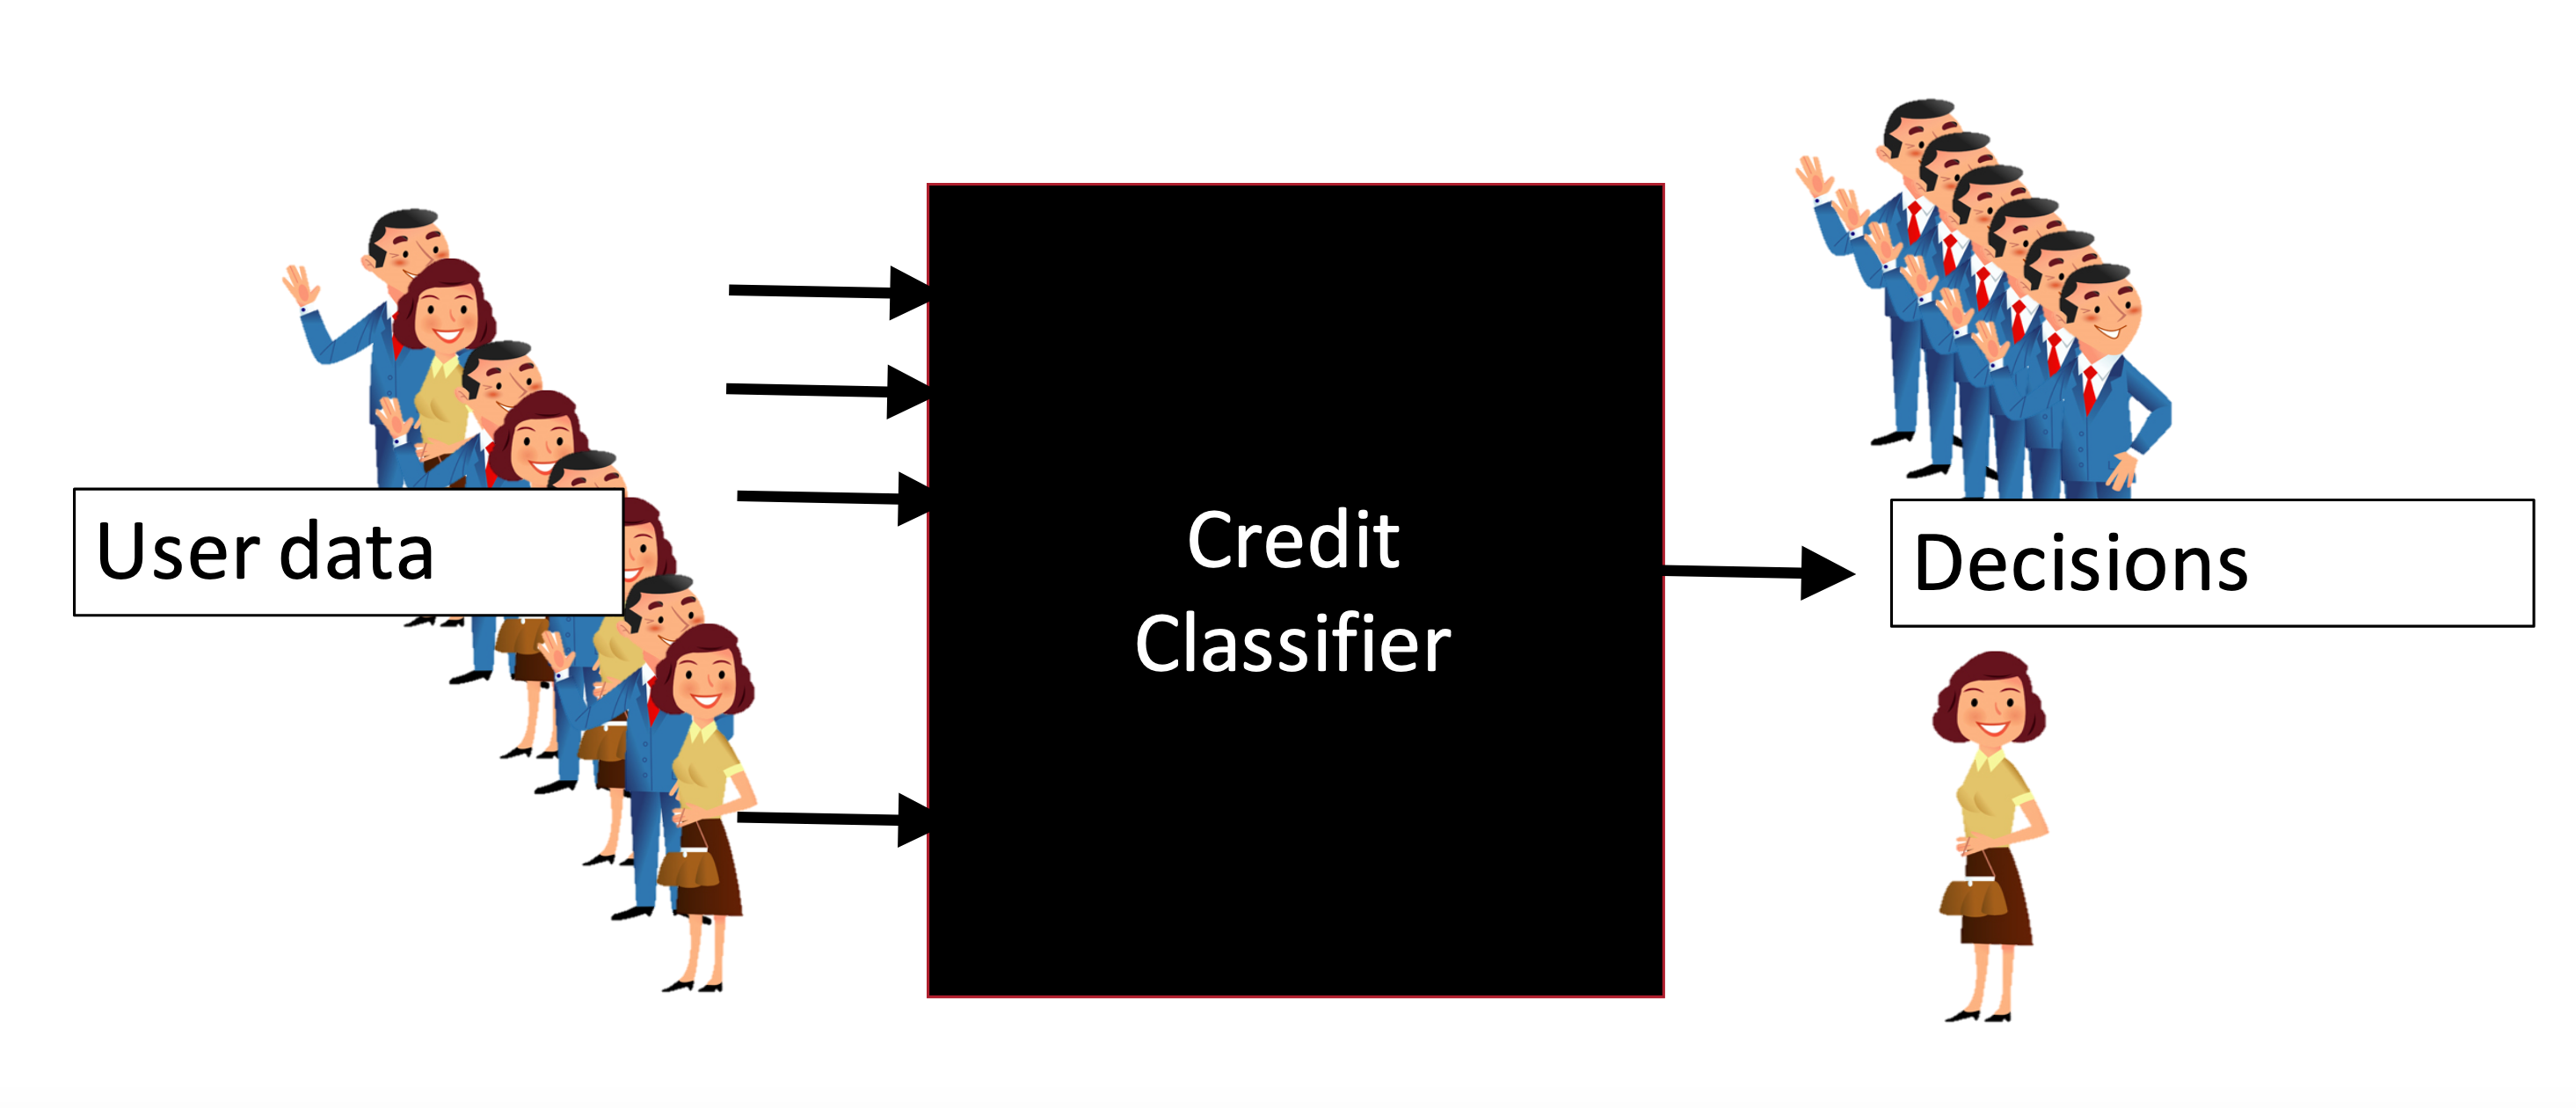 User data
Credit
Classifier
Decisions